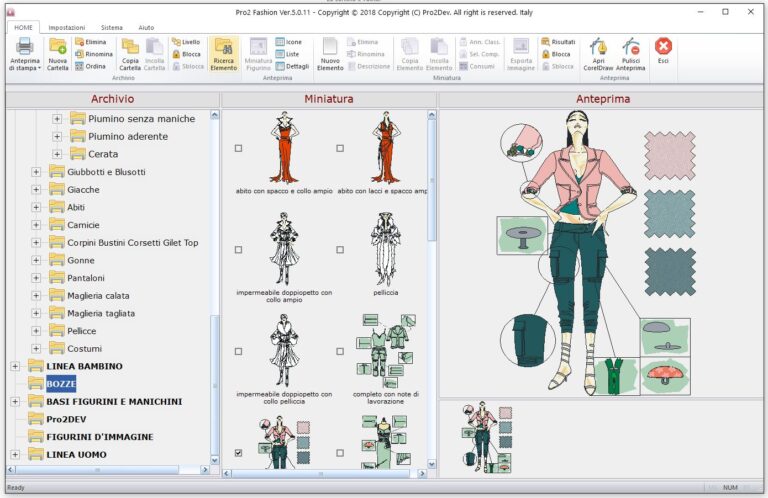 Pro2 Fashion Ver.5.0.11 - Copyright © 2018 Copyright (C) Pro2Dev. All right is reserved. Italy
HOME Impostazioni Sistema Aiuto
Anteprima di stampa
Nuova Cartella
Elimina
Rinomina
Ordina
Copia Cartella
Incolla Cartella
Livello
Blocca
Sblocca
Archivio
Ricerca Elemento
Miniatura Figurino
Icone
Liste
Dettagli
Anteprima
Nuovo Elemento
Elimina
Rinomina
Descrizione
Copia Elemento
Incolla Elemento
Ann. Class.
Sel. Comp.
Consumi
Miniatura
Esporta Immagine
Risultati
Blocca
Sblocca
Apri CorelDraw
Pulisci Anteprima
Anteprima
Esci
Archivio
Piumino senza maniche
Piumino aderente
Cerata
Giubbotti e Blusotti
Giacche
Abiti
Camicie
Corpini Bustini Corsetti Gilet Top
Gonne
Pantaloni
Maglieria calata
Maglieria tagliata
Pellicce
Costumi
LINEA BAMBINO
BOZZE
BASI FIGURINI E MANICHINI
Pro2DEV
FIGURINI D'IMMAGINE
LINEA UOMO
Miniatura
abito con spacco e collo ampio
abito con lacci e spacco amp
impermeabile doppiopetto con
collo ampio
pelliccia
impermeabile doppiopetto con
collo pelliccia
completo con note di
lavorazione
Anteprima
Ready
NUM